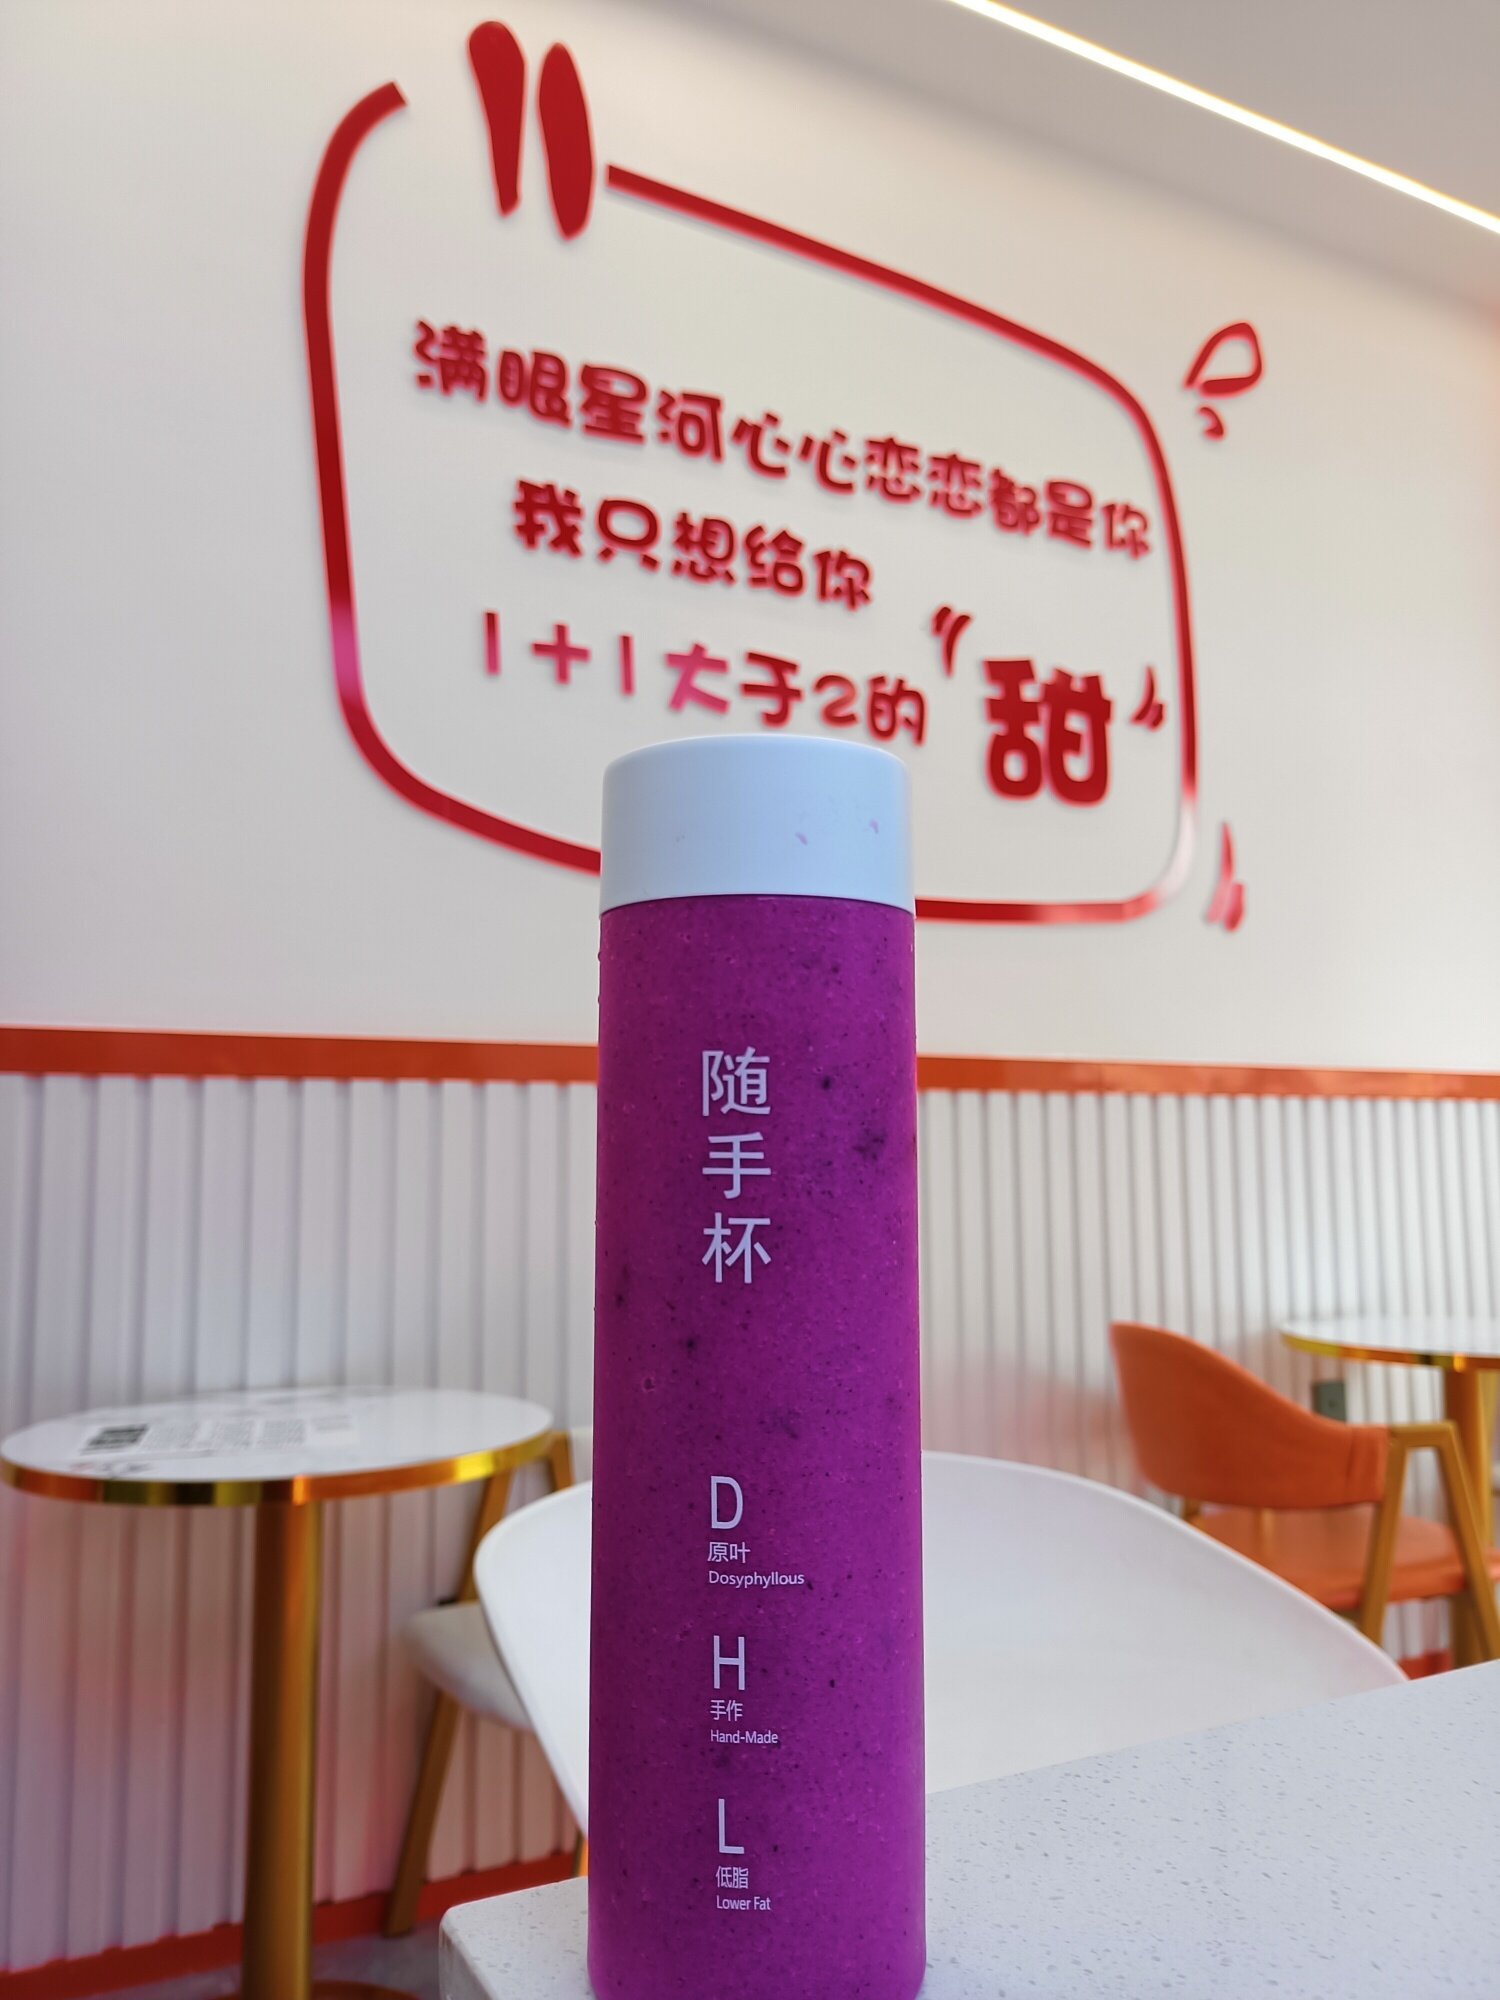 满眼星河心心恋恋都是你
我只想给你
1+1大于2的"甜"
随手杯
D
原叶
Dosyphyllous
H
手作
Hand-Made
L
低脂
Lower Fat